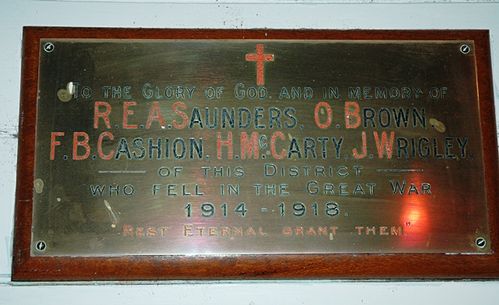 To the Glory of God, and in memory of
R.E.A. Saunders. O. Brown.
F.B. Cashion. H. McCarty. J. Wrigley.
of this District
who fell in the Great War
1914 - 1918.
"Rest Eternal grant them"